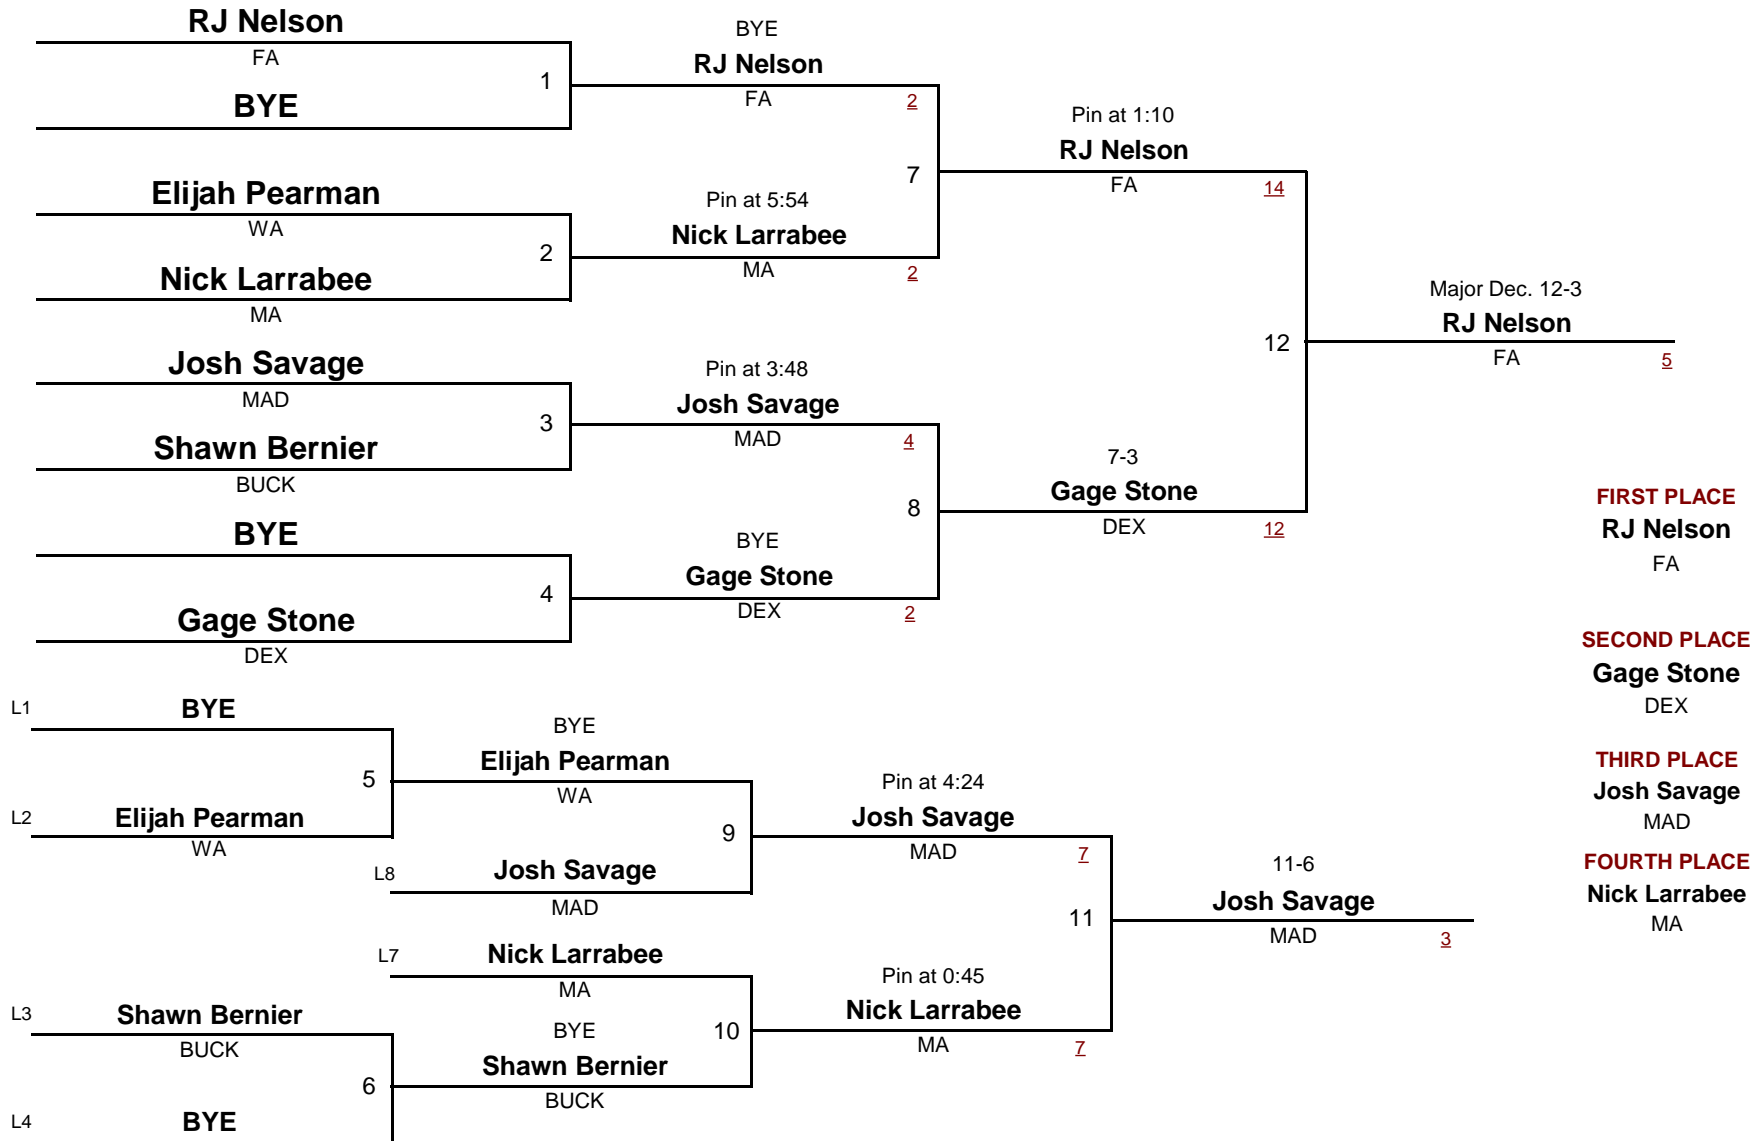 RJ Nelson
FA
1
BYE
Elijah Pearman
WA
2
Nick Larrabee
MA
Josh Savage
MAD
3
Shawn Bernier
BUCK
BYE
4
Gage Stone
DEX
BYE
RJ Nelson
FA
2
7
Pin at 5:54
Nick Larrabee
MA
2
Pin at 3:48
Josh Savage
MAD
4
8
BYE
Gage Stone
DEX
2
Pin at 1:10
RJ Nelson
FA
14
12
7-3
Gage Stone
DEX
12
Major Dec. 12-3
RJ Nelson
FA
5
FIRST PLACE
RJ Nelson
FA
SECOND PLACE
Gage Stone
DEX
THIRD PLACE
Josh Savage
MAD
FOURTH PLACE
Nick Larrabee
MA
L1
BYE
5
L2
Elijah Pearman
WA
L3
Shawn Bernier
BUCK
6
L4
BYE
BYE
Elijah Pearman
WA
9
L8
Josh Savage
MAD
L7
Nick Larrabee
MA
10
BYE
Shawn Bernier
BUCK
Pin at 4:24
Josh Savage
MAD
7
11
Pin at 0:45
Nick Larrabee
MA
7
11-6
Josh Savage
MAD
3